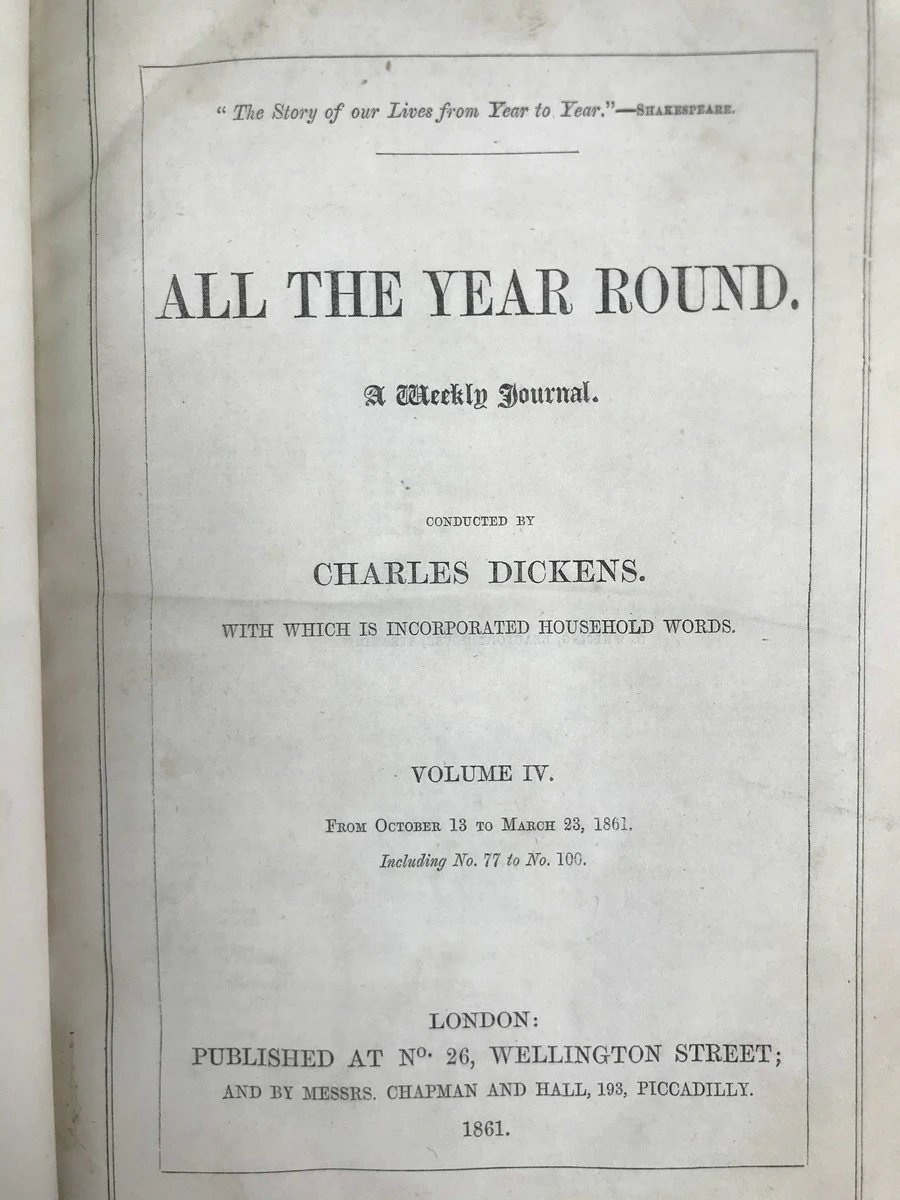 “ The Story of our Lives from Year to Year.”—SHAKESPEARE.
ALL THE YEAR ROUND.
A Weekly Journal.
CONDUCTED BY
CHARLES DICKENS.
WITH WHICH IS INCORPORATED HOUSEHOLD WORDS.
VOLUME IV.
FROM OCTOBER 13 TO MARCH 23, 1861.
Including No. 77 to No. 100.
LONDON:
PUBLISHED AT Nº· 26, WELLINGTON STREET;
AND BY MESSRS. CHAPMAN AND HALL, 193, PICCADILLY.
1861.